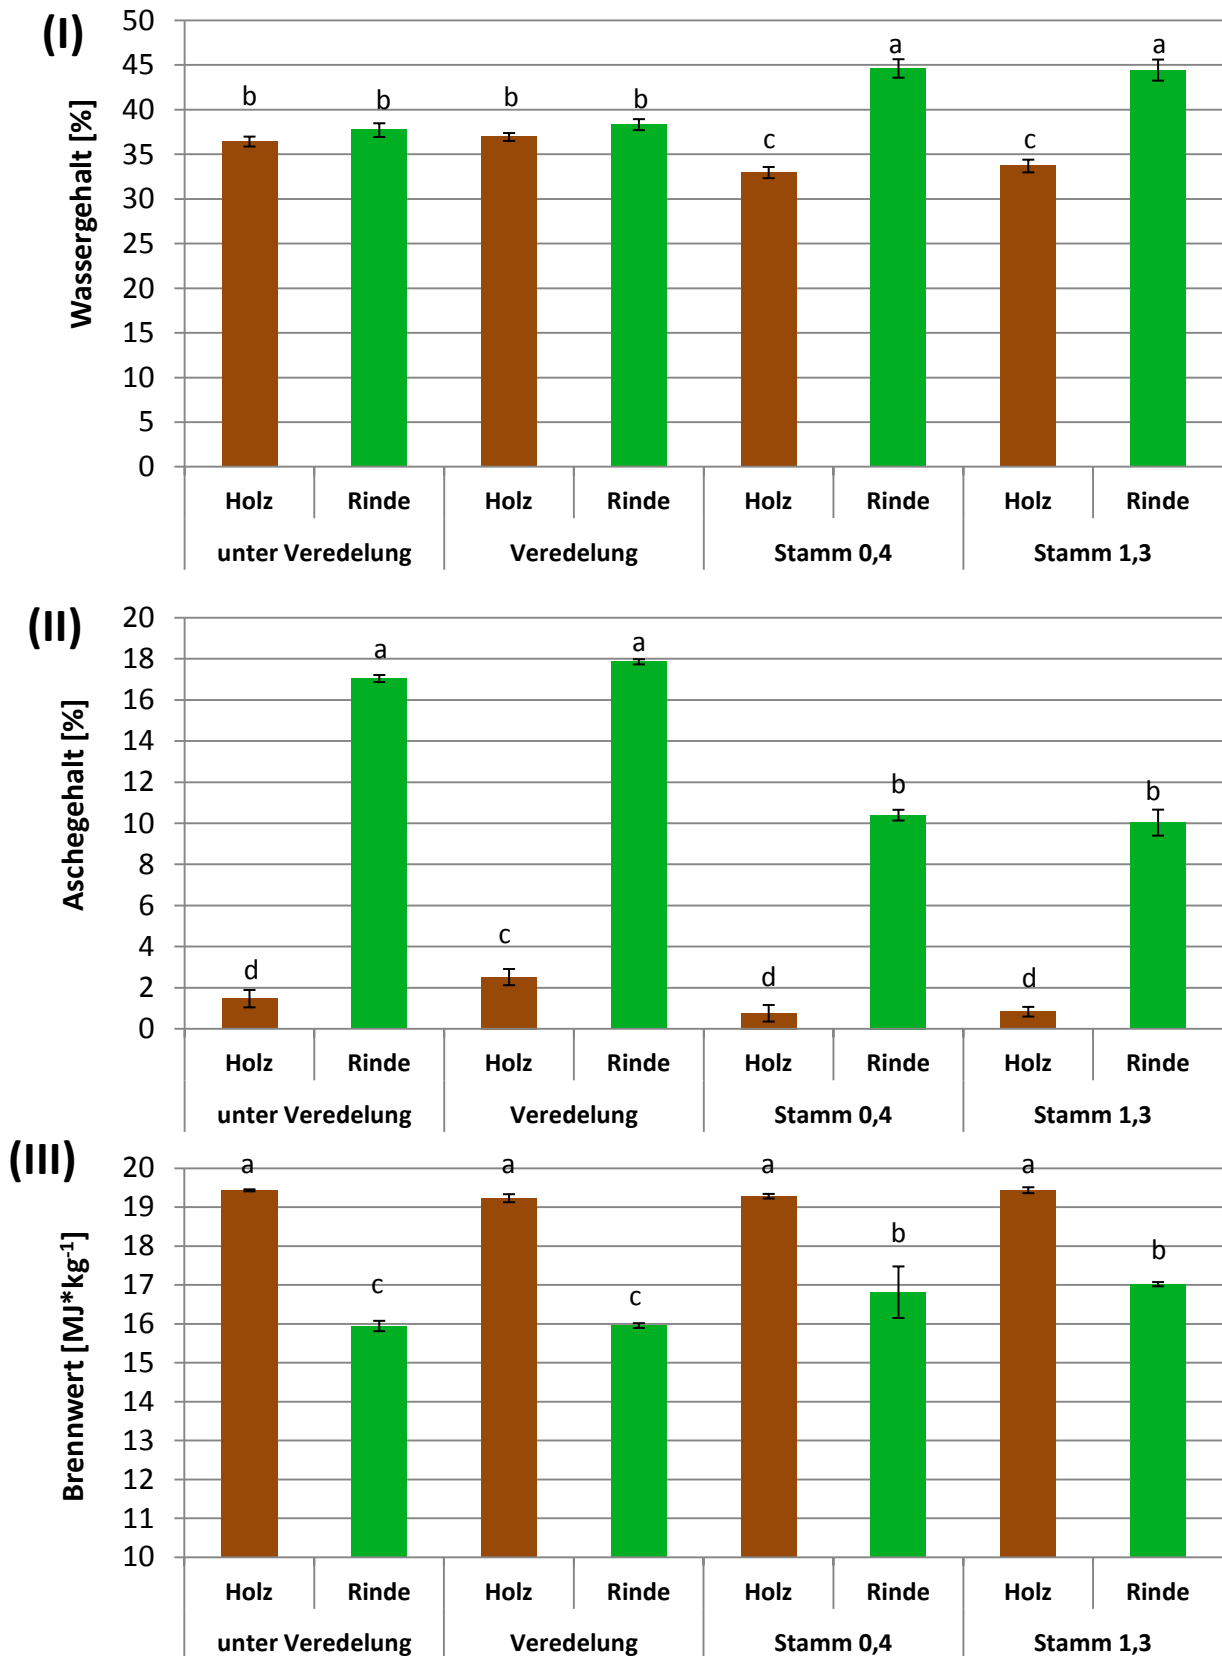 (I)
Wassergehalt [%]
50
45
40
35
30
25
20
15
10
5
0
b b b b c a c a
Holz Rinde Holz Rinde Holz Rinde Holz Rinde
unter Veredelung Veredelung Stamm 0,4 Stamm 1,3
(II)
Aschegehalt [%]
20
18
16
14
12
10
8
6
4
2
0
d a c a d b d b
Holz Rinde Holz Rinde Holz Rinde Holz Rinde
unter Veredelung Veredelung Stamm 0,4 Stamm 1,3
(III)
Brennwert [MJ*kg⁻¹]
20
19
18
17
16
15
14
13
12
11
10
a c a c a b a b
Holz Rinde Holz Rinde Holz Rinde Holz Rinde
unter Veredelung Veredelung Stamm 0,4 Stamm 1,3